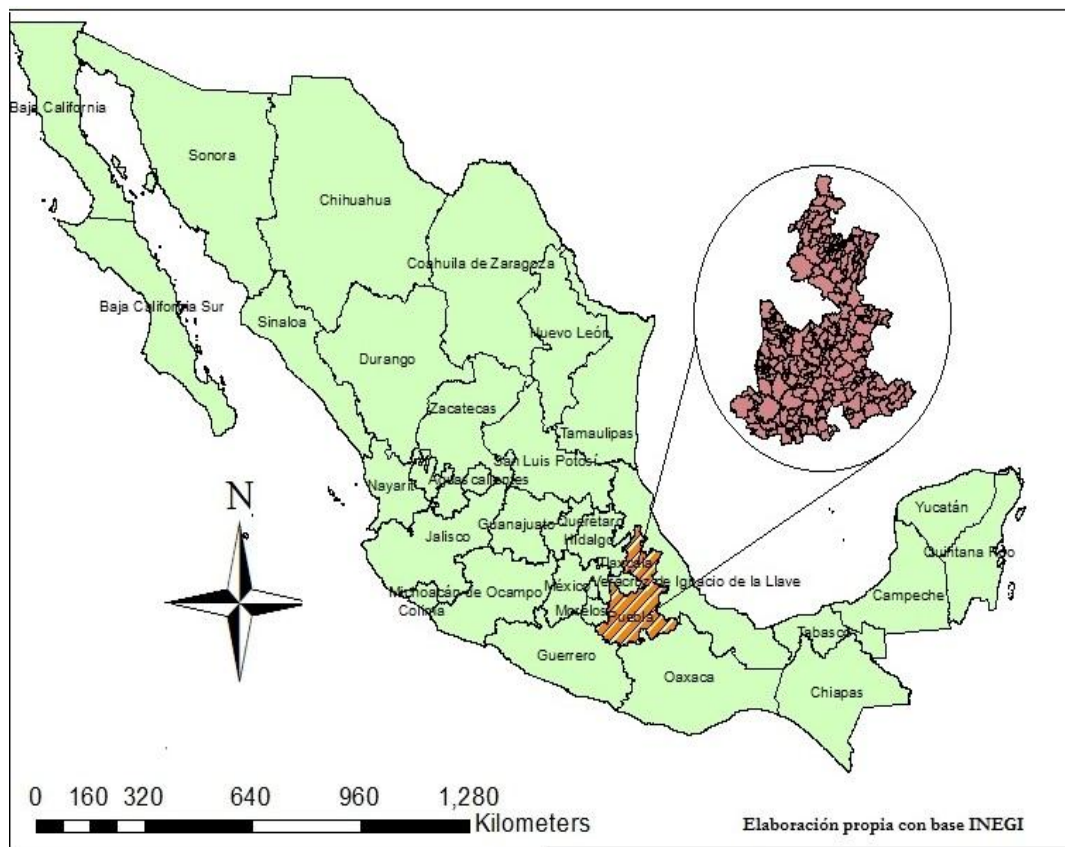 Baja California
Sonora
Chihuahua
Coahuila de Zaragoza
Baja California Sur
Sinaloa
Nuevo León
Durango
Zacatecas
Tamaulipas
San Luis Potosí
Nayarit
Aguascalientes
Yucatán
N
Guanajuato
Querétaro
Jalisco
Hidalgo
Quintana Roo
Tlaxcala
Veracruz de Ignacio de la Llave
México
Michoacán de Ocampo
Campeche
Colima
Morelos
Puebla
Tabasco
Guerrero
Oaxaca
Chiapas
0 160 320 640 960 1,280
Kilometers
Elaboración propia con base INEGI